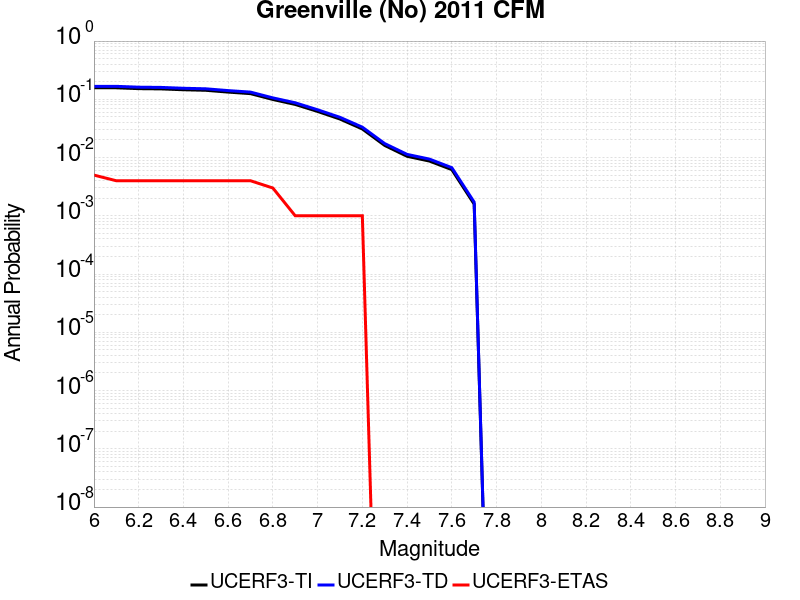 Greenville (No) 2011 CFM
10^0
10^-1
10^-2
10^-3
10^-4
10^-5
10^-6
10^-7
10^-8
Annual Probability
6 6.2 6.4 6.6 6.8 7 7.2 7.4 7.6 7.8 8 8.2 8.4 8.6 8.8 9
Magnitude
UCERF3-TI UCERF3-TD UCERF3-ETAS